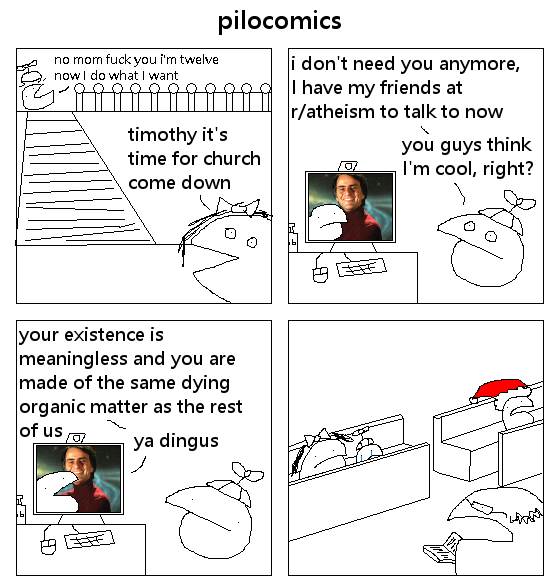 pilocomics
no mom fuck you i'm twelve
now I do what I want
timothy it's
time for church
come down
i don't need you anymore,
I have my friends at
r/atheism to talk to now
you guys think
I'm cool, right?
your existence is
meaningless and you are
made of the same dying
organic matter as the rest
of us
ya dingus